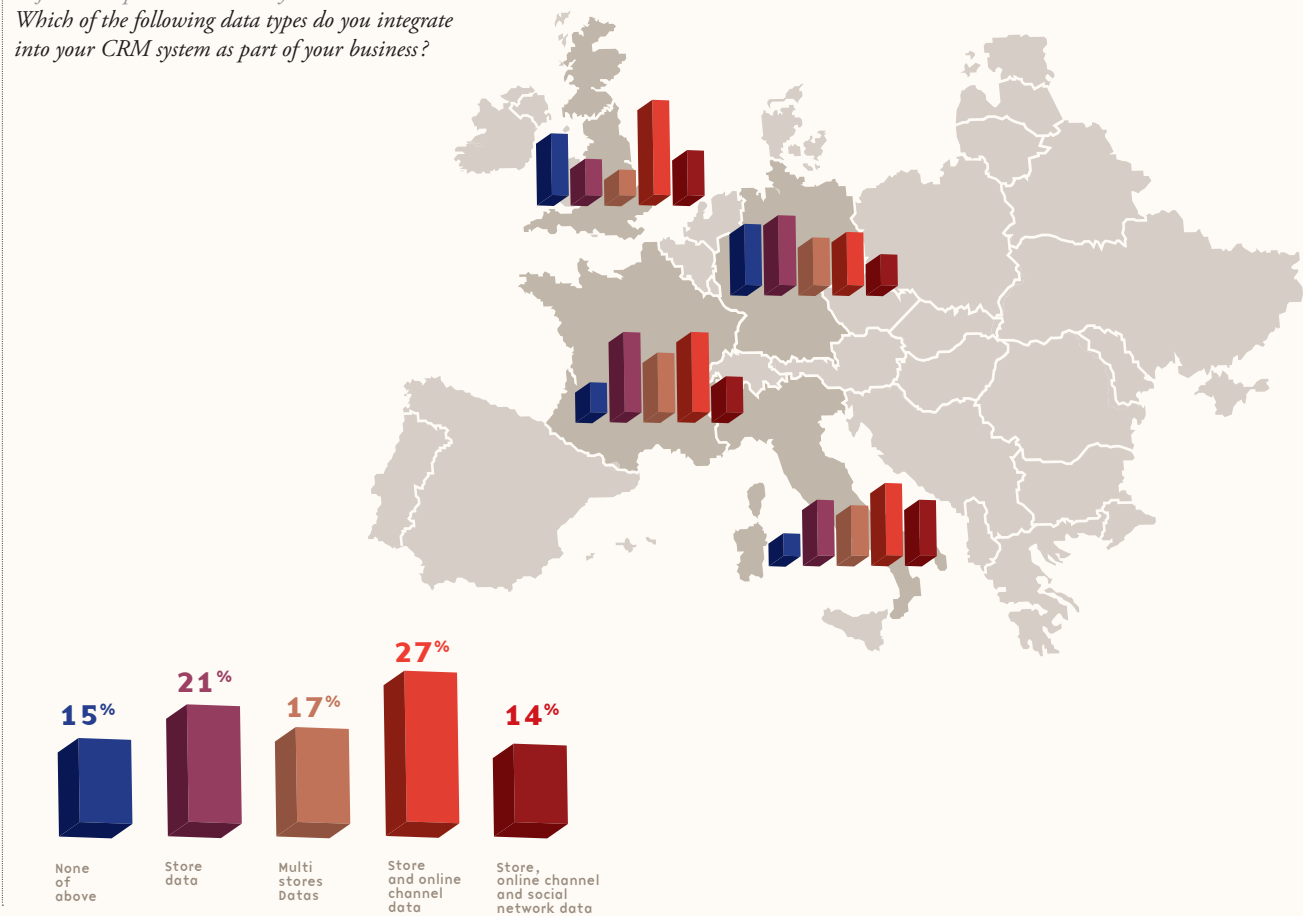 Which of the following data types do you integrate
into your CRM system as part of your business?
27%
21%
17%
15%
14%
None
of
above
Store
data
Multi
stores
Datas
Store
and online
channel
data
Store,
online channel
and social
network data